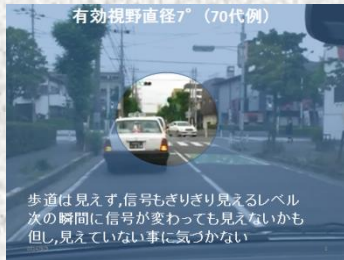 有効視野直径7°（70代例）
歩道は見えず,信号もぎりぎり見えるレベル
次の瞬間に信号が変わっても見えないかも
但し,見えていない事に気づかない